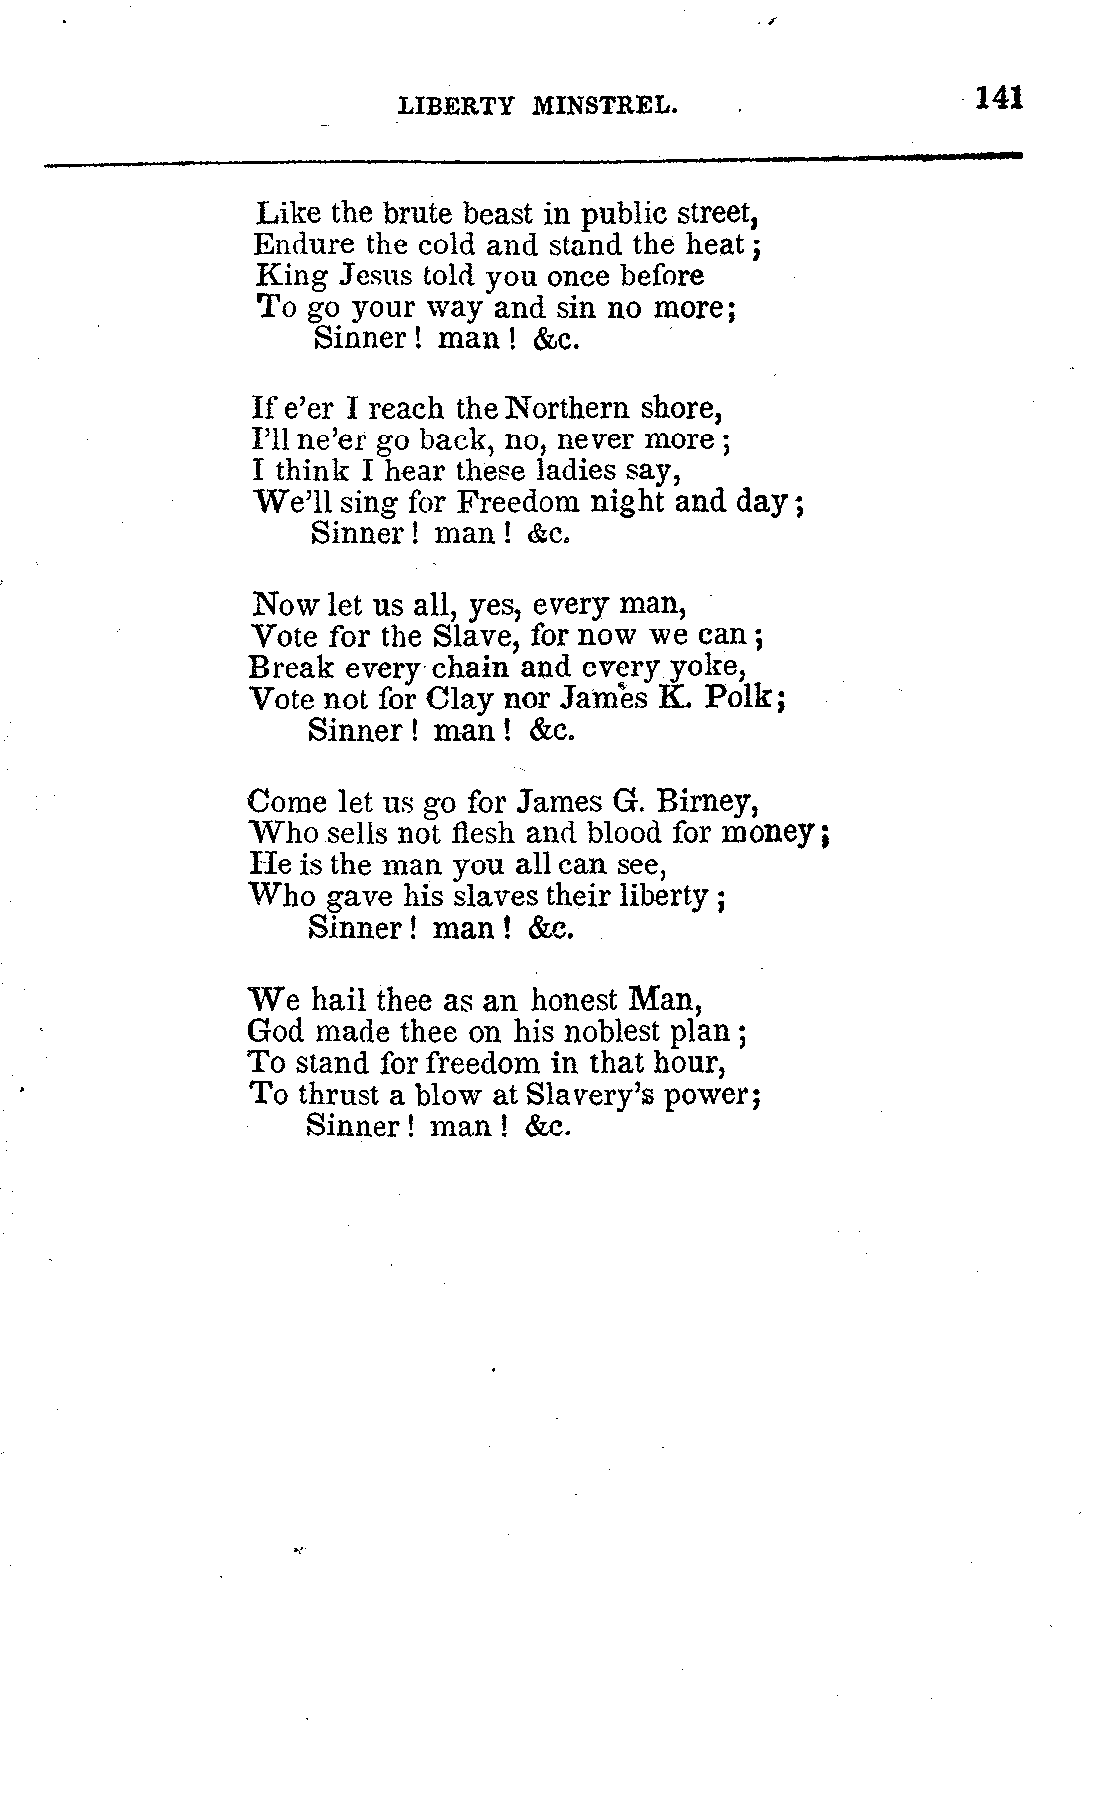 LIBERTY MINSTREL. 141
Like the brute beast in public street,
Endure the cold and stand the heat;
King Jesus told you once before
To go your way and sin no more;
Sinner! man! &c.
If e'er I reach the Northern shore,
I'll ne'er go back, no, never more;
I think I hear these ladies say,
We'll sing for Freedom night and day;
Sinner! man! &c.
Now let us all, yes, every man,
Vote for the Slave, for now we can;
Break every chain and every yoke,
Vote not for Clay nor James K. Polk;
Sinner! man! &c.
Come let us go for James G. Birney,
Who sells not flesh and blood for money;
He is the man you all can see,
Who gave his slaves their liberty;
Sinner! man! &c.
We hail thee as an honest Man,
God made thee on his noblest plan;
To stand for freedom in that hour,
To thrust a blow at Slavery's power;
Sinner! man! &c.